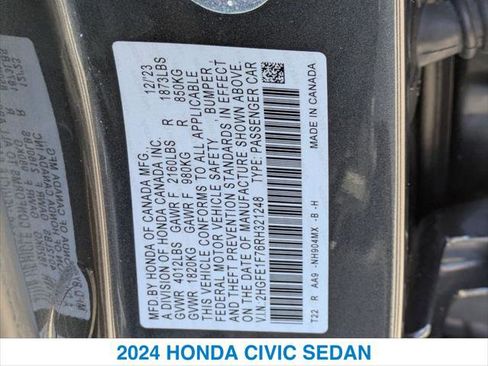 MFD. BY HONDA OF CANADA MFG. 12/23
A DIVISION OF HONDA CANADA INC.
GVWR 4012LBS GAWR F 2160LBS R 1873LBS
GVWR 1820KG GAWR F 980KG R 850KG
THIS VEHICLE CONFORMS TO ALL APPLICABLE
FEDERAL MOTOR VEHICLE SAFETY , BUMPER ,
AND THEFT PREVENTION STANDARDS IN EFFECT
ON THE DATE OF MANUFACTURE SHOWN ABOVE.
V.I.N. 2HGFE1F76RH321248 TYPE: PASSENGER CAR
T22 R AA9 -NH904MX -B -H MADE IN CANADA
2024 HONDA CIVIC SEDAN